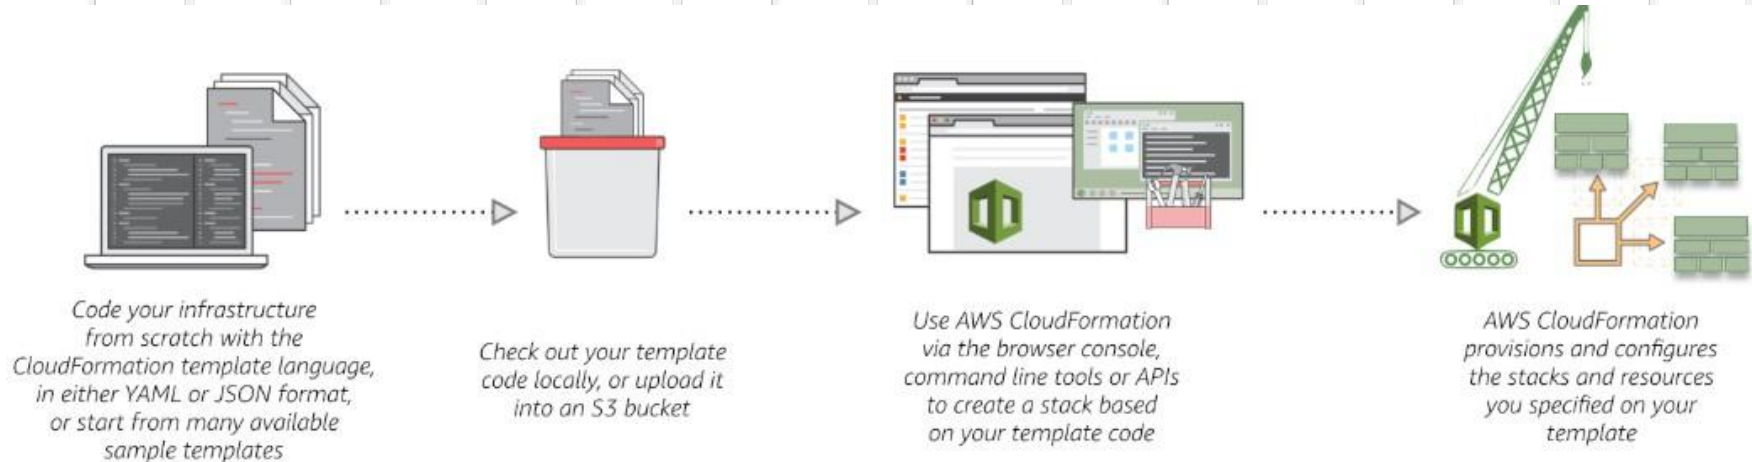 Code your infrastructure
from scratch with the
CloudFormation template language,
in either YAML or JSON format,
or start from many available
sample templates
Check out your template
code locally, or upload it
into an S3 bucket
Use AWS CloudFormation
via the browser console,
command line tools or APIs
to create a stack based
on your template code
AWS CloudFormation
provisions and configures
the stacks and resources
you specified on your
template